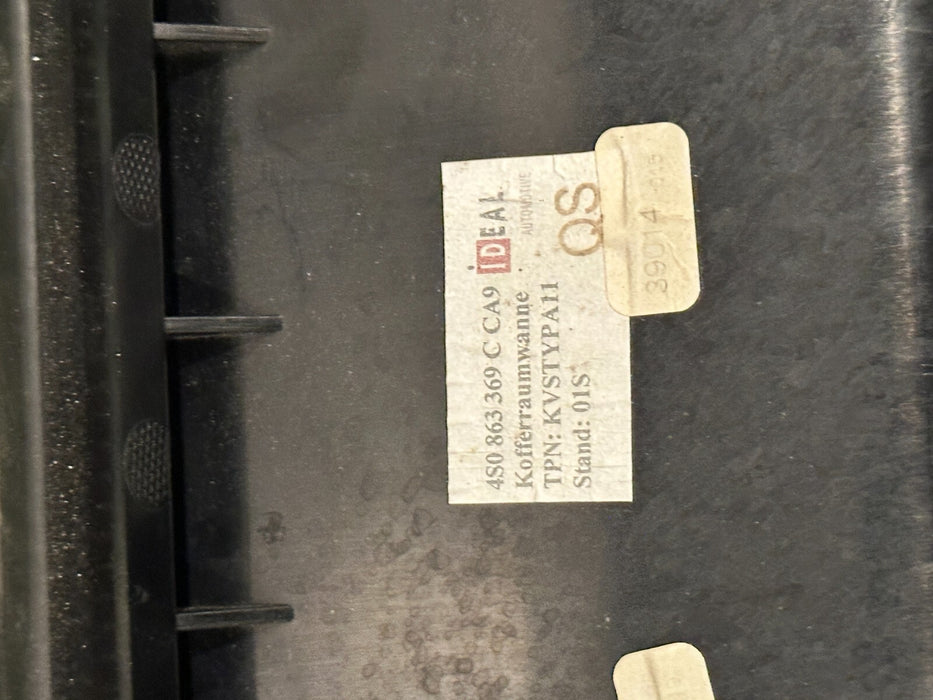 4S0 863 369 C CA9
Kofferraumwanne
TPN: KVSTYPA11
Stand: 01S
iDEAL
AUTOMOTIVE
QS
39014